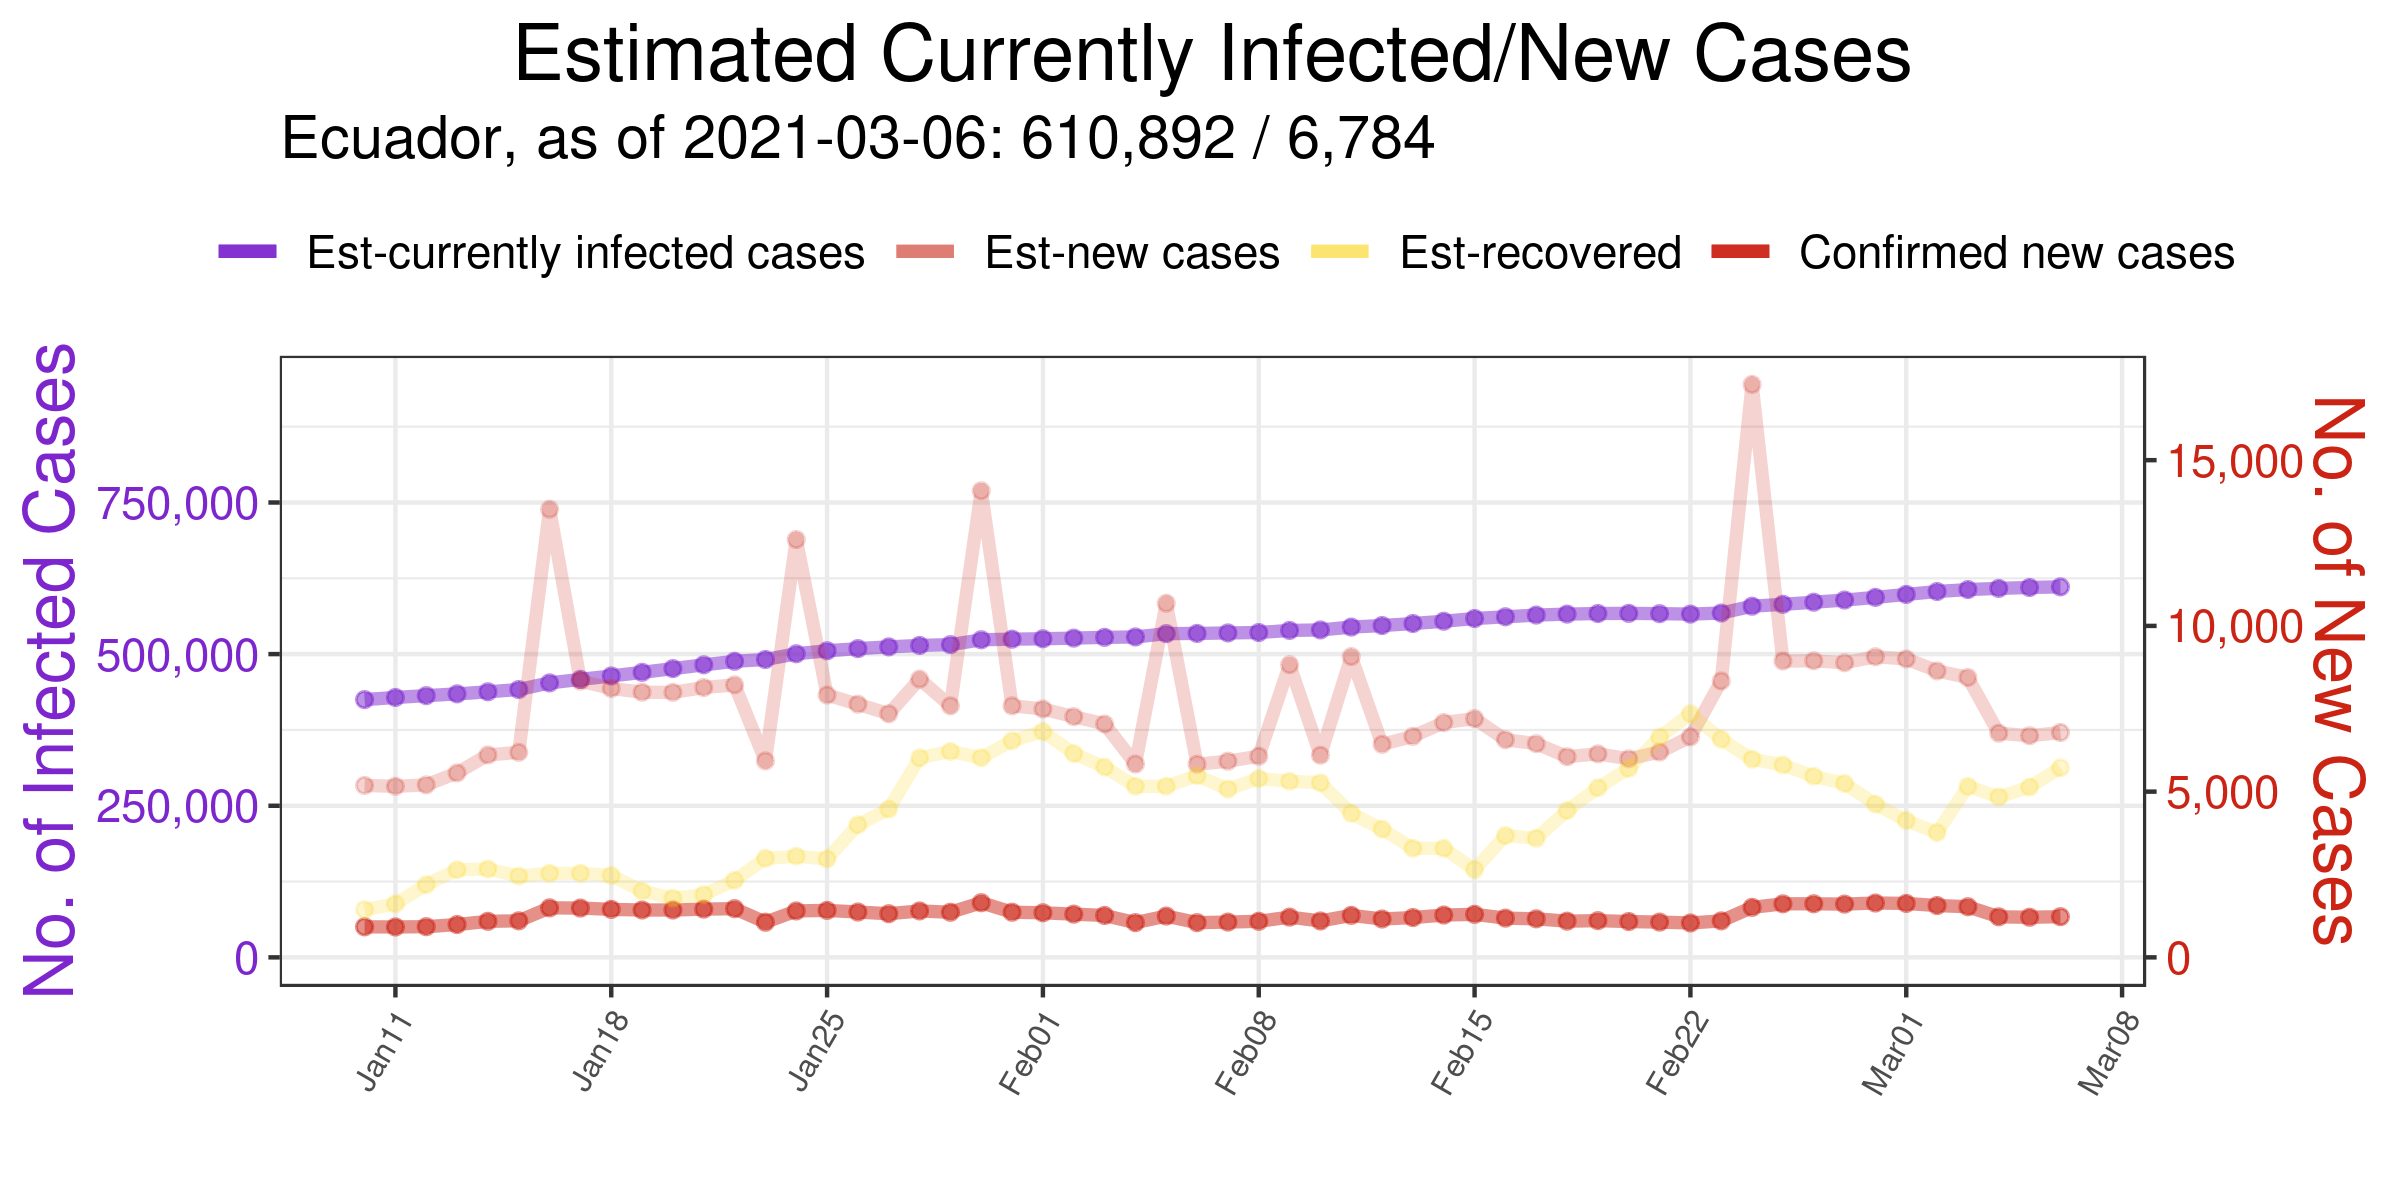 Estimated Currently Infected/New Cases
Ecuador, as of 2021-03-06: 610,892 / 6,784
Est-currently infected cases
Est-new cases
Est-recovered
Confirmed new cases
No. of Infected Cases
750,000
500,000
250,000
0
15,000
10,000
5,000
0
No. of New Cases
Jan11
Jan18
Jan25
Feb01
Feb08
Feb15
Feb22
Mar01
Mar08